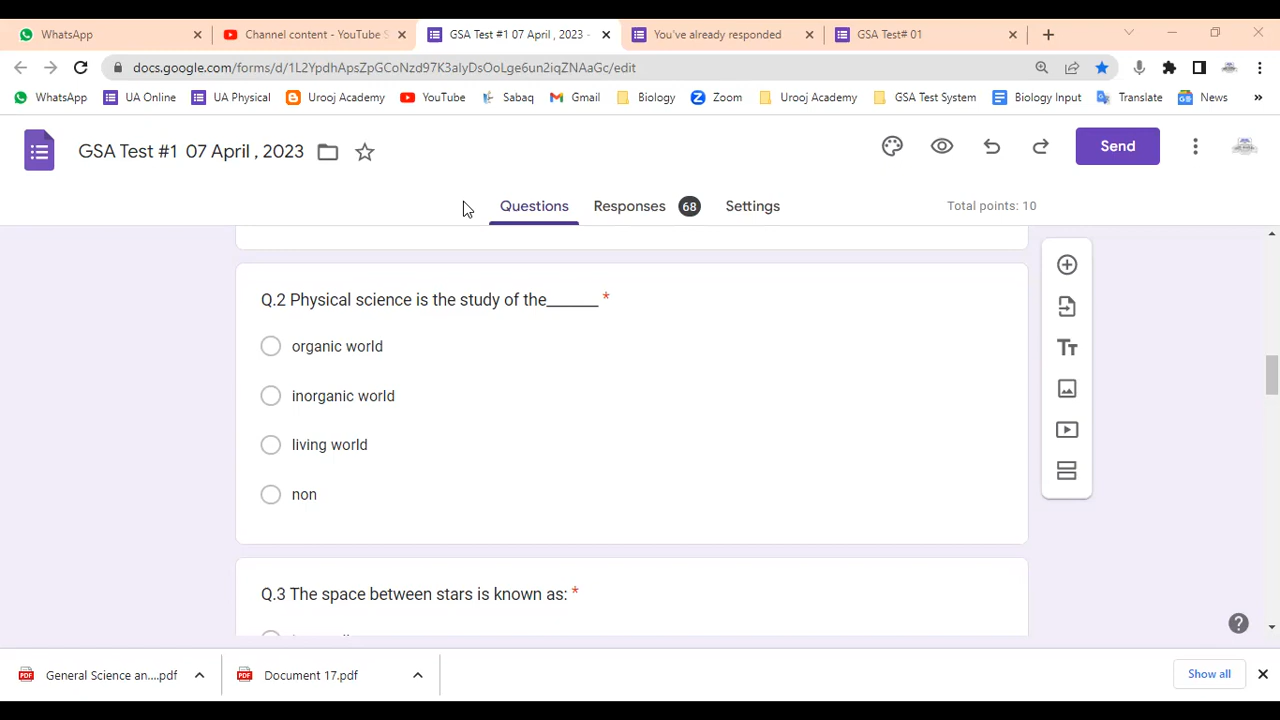 WhatsApp
Channel content - YouTube S
GSA Test #1 07 April , 2023 -
You've already responded
GSA Test# 01
docs.google.com/forms/d/1L2YpdhApsZpGCoNzd97K3alyDsOoLge6un2iqZNAaGc/edit
WhatsApp
UA Online
UA Physical
Urooj Academy
YouTube
Sabaq
Gmail
Biology
Zoom
Urooj Academy
GSA Test System
Biology Input
Translate
News
»
GSA Test #1 07 April , 2023
Send
Questions
Responses
68
Settings
Total points: 10
Q.2 Physical science is the study of the______ *
organic world
inorganic world
living world
non
Q.3 The space between stars is known as: *
General Science an....pdf
Document 17.pdf
Show all